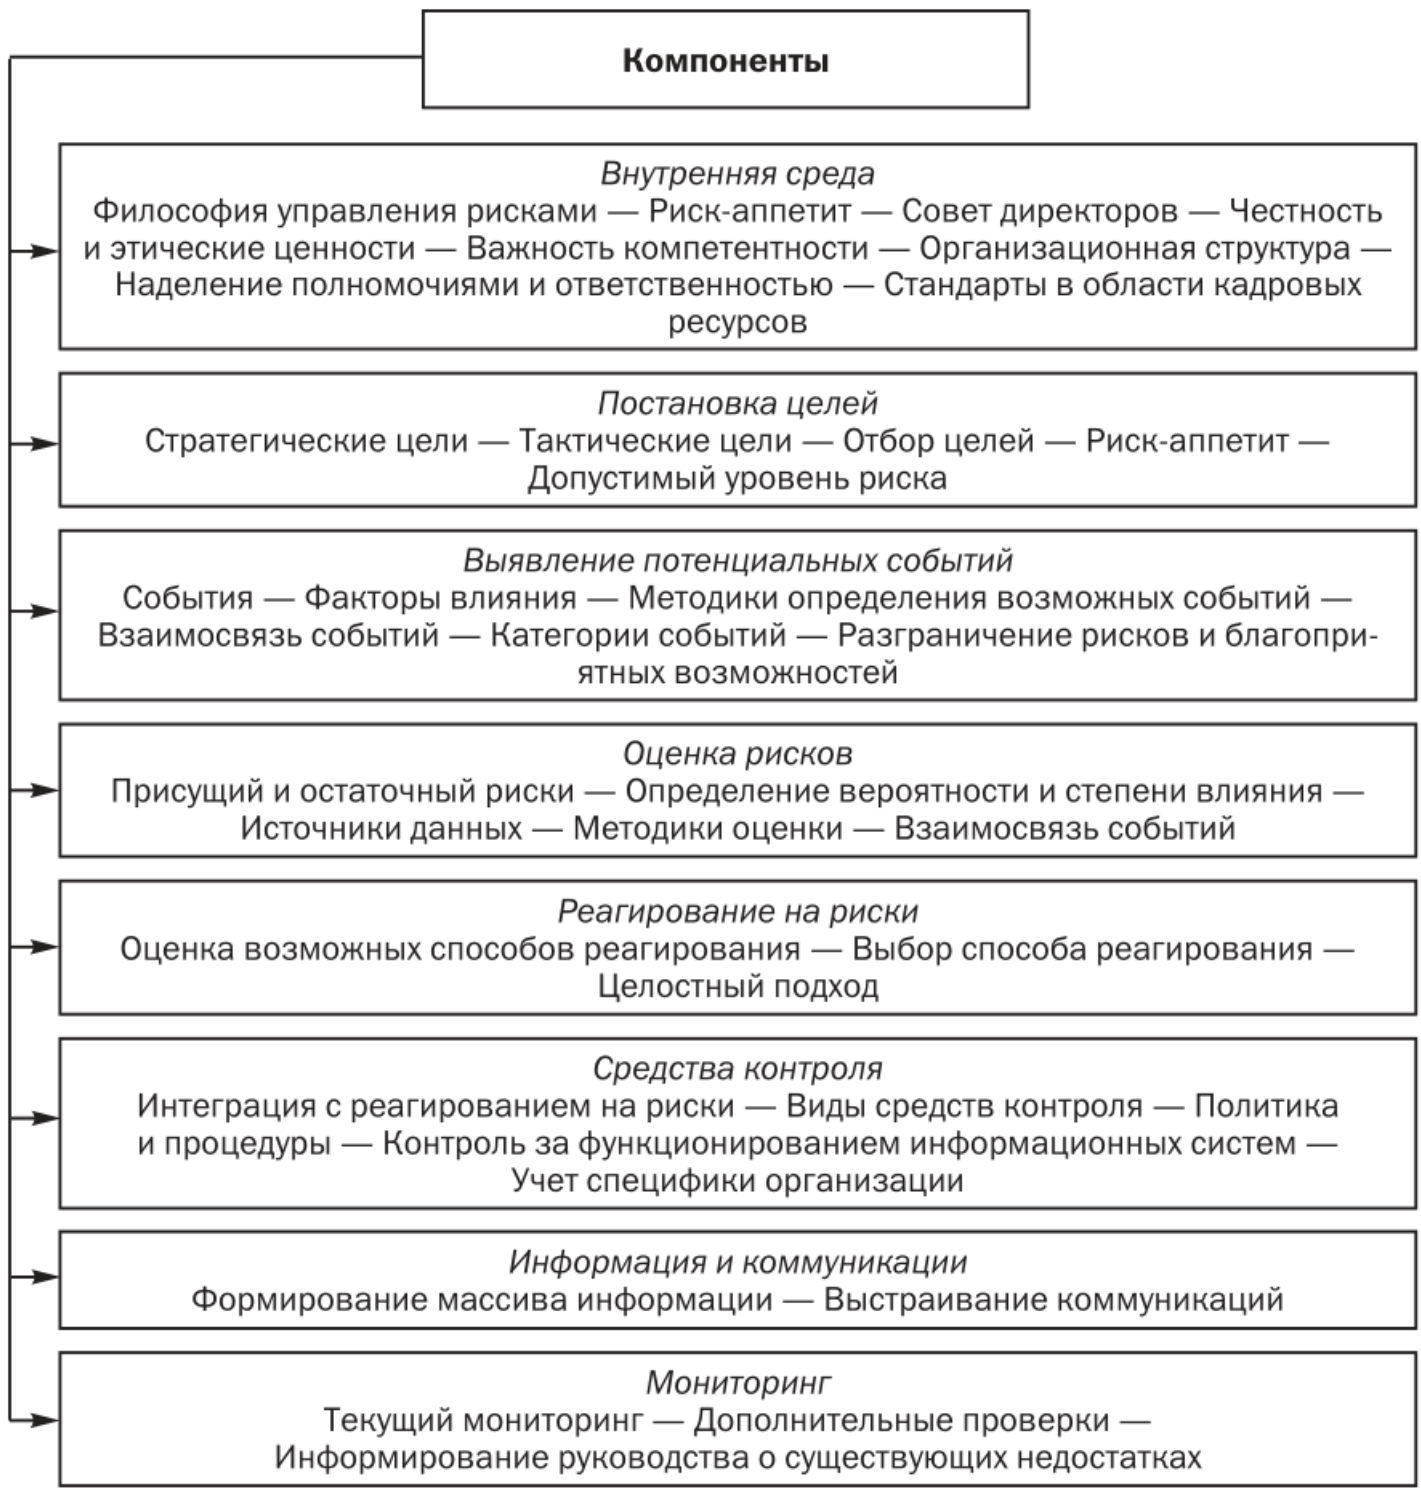 Компоненты
Внутренняя среда
Философия управления рисками — Риск-аппетит — Совет директоров — Честность
и этические ценности — Важность компетентности — Организационная структура —
Наделение полномочиями и ответственностью — Стандарты в области кадровых
ресурсов
Постановка целей
Стратегические цели — Тактические цели — Отбор целей — Риск-аппетит —
Допустимый уровень риска
Выявление потенциальных событий
События — Факторы влияния — Методики определения возможных событий —
Взаимосвязь событий — Категории событий — Разграничение рисков и благопри-
ятных возможностей
Оценка рисков
Присущий и остаточный риски — Определение вероятности и степени влияния —
Источники данных — Методики оценки — Взаимосвязь событий
Реагирование на риски
Оценка возможных способов реагирования — Выбор способа реагирования —
Целостный подход
Средства контроля
Интеграция с реагированием на риски — Виды средств контроля — Политика
и процедуры — Контроль за функционированием информационных систем —
Учет специфики организации
Информация и коммуникации
Формирование массива информации — Выстраивание коммуникаций
Мониторинг
Текущий мониторинг — Дополнительные проверки —
Информирование руководства о существующих недостатках